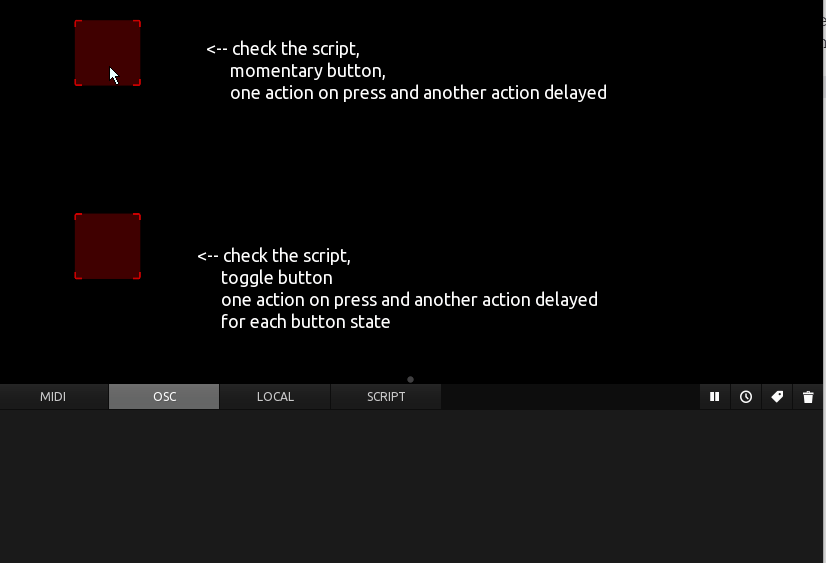 <-- check the script,
momentary button,
one action on press and another action delayed
<-- check the script,
toggle button
one action on press and another action delayed
for each button state
MIDI
OSC
LOCAL
SCRIPT